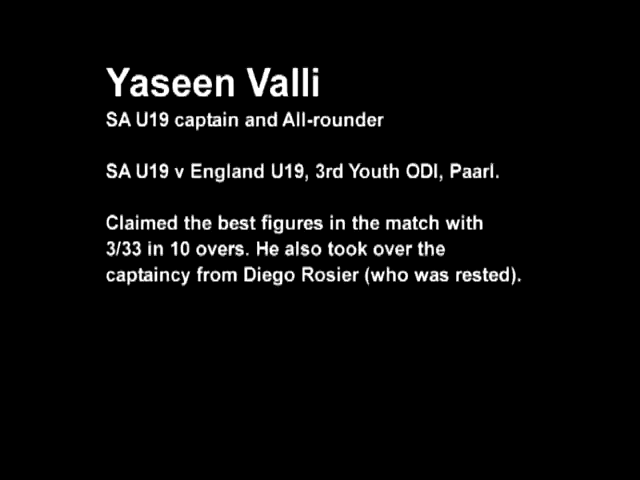 Yaseen Valli
SA U19 captain and All-rounder
SA U19 v England U19, 3rd Youth ODI, Paarl.
Claimed the best figures in the match with
3/33 in 10 overs. He also took over the
captaincy from Diego Rosier (who was rested).